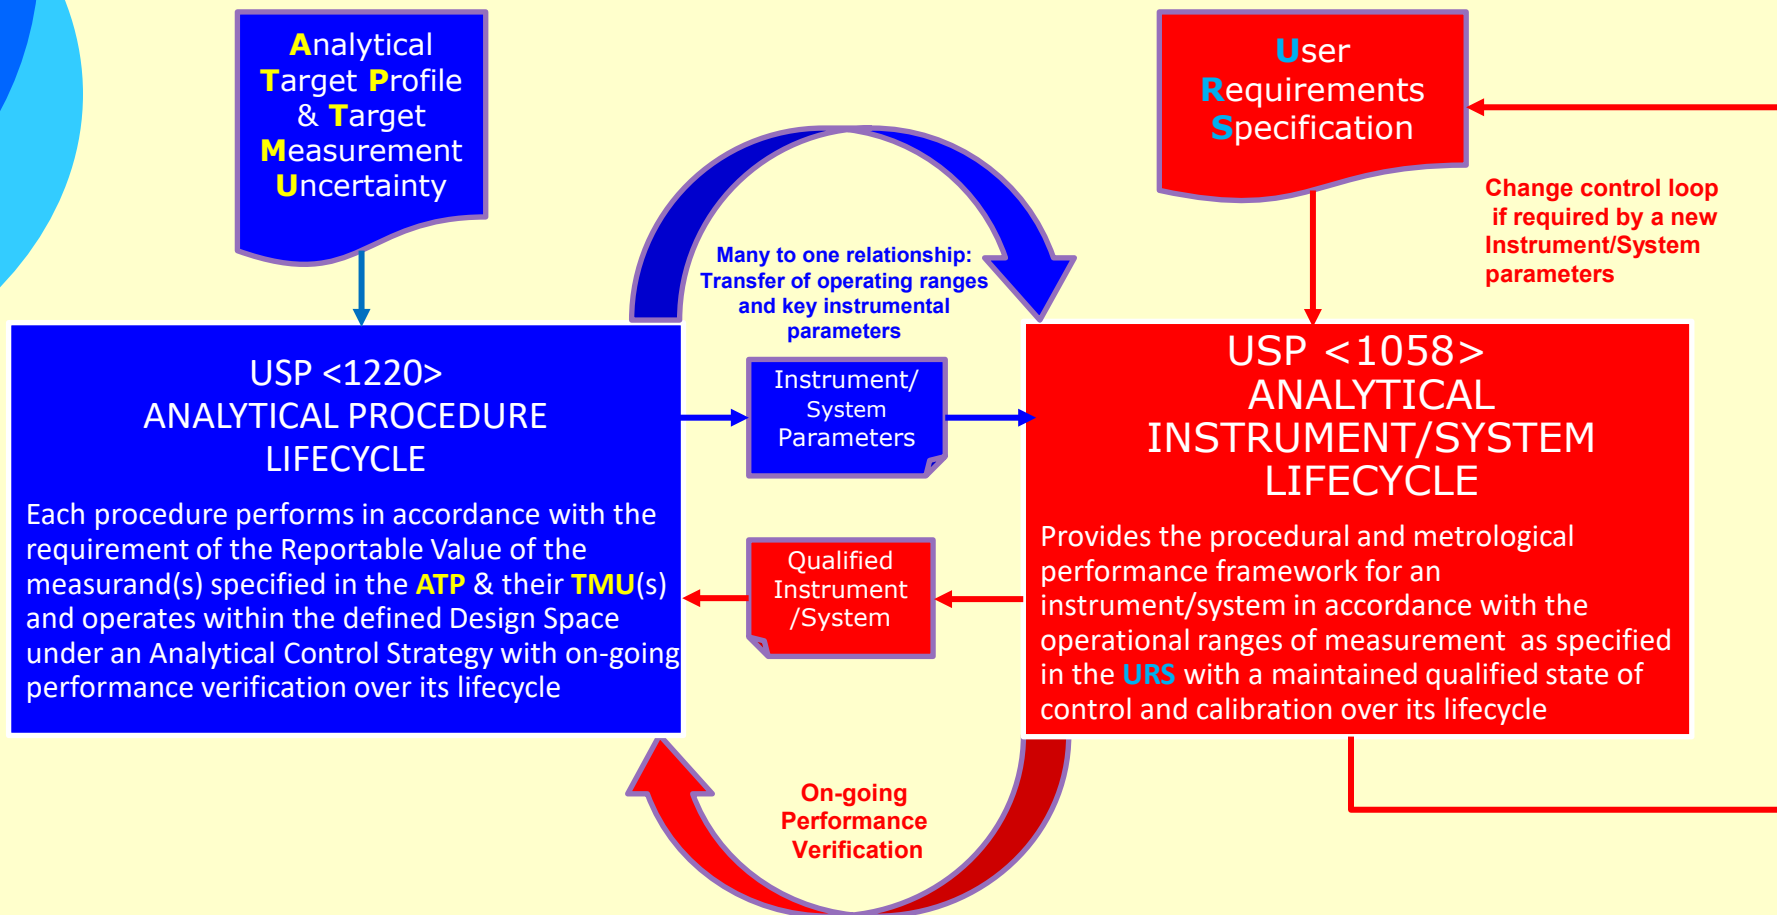 Analytical
Target Profile
& Target
Measurement
Uncertainty
User
Requirements
Specification
Change control loop
if required by a new
Instrument/System
parameters
Many to one relationship:
Transfer of operating ranges
and key instrumental
parameters
USP <1220>
ANALYTICAL PROCEDURE
LIFECYCLE
Each procedure performs in accordance with the
requirement of the Reportable Value of the
measurand(s) specified in the ATP & their TMU(s)
and operates within the defined Design Space
under an Analytical Control Strategy with on-going
performance verification over its lifecycle
Instrument/
System
Parameters
Qualified
Instrument
/System
USP <1058>
ANALYTICAL
INSTRUMENT/SYSTEM
LIFECYCLE
Provides the procedural and metrological
performance framework for an
instrument/system in accordance with the
operational ranges of measurement as specified
in the URS with a maintained qualified state of
control and calibration over its lifecycle
On-going
Performance
Verification